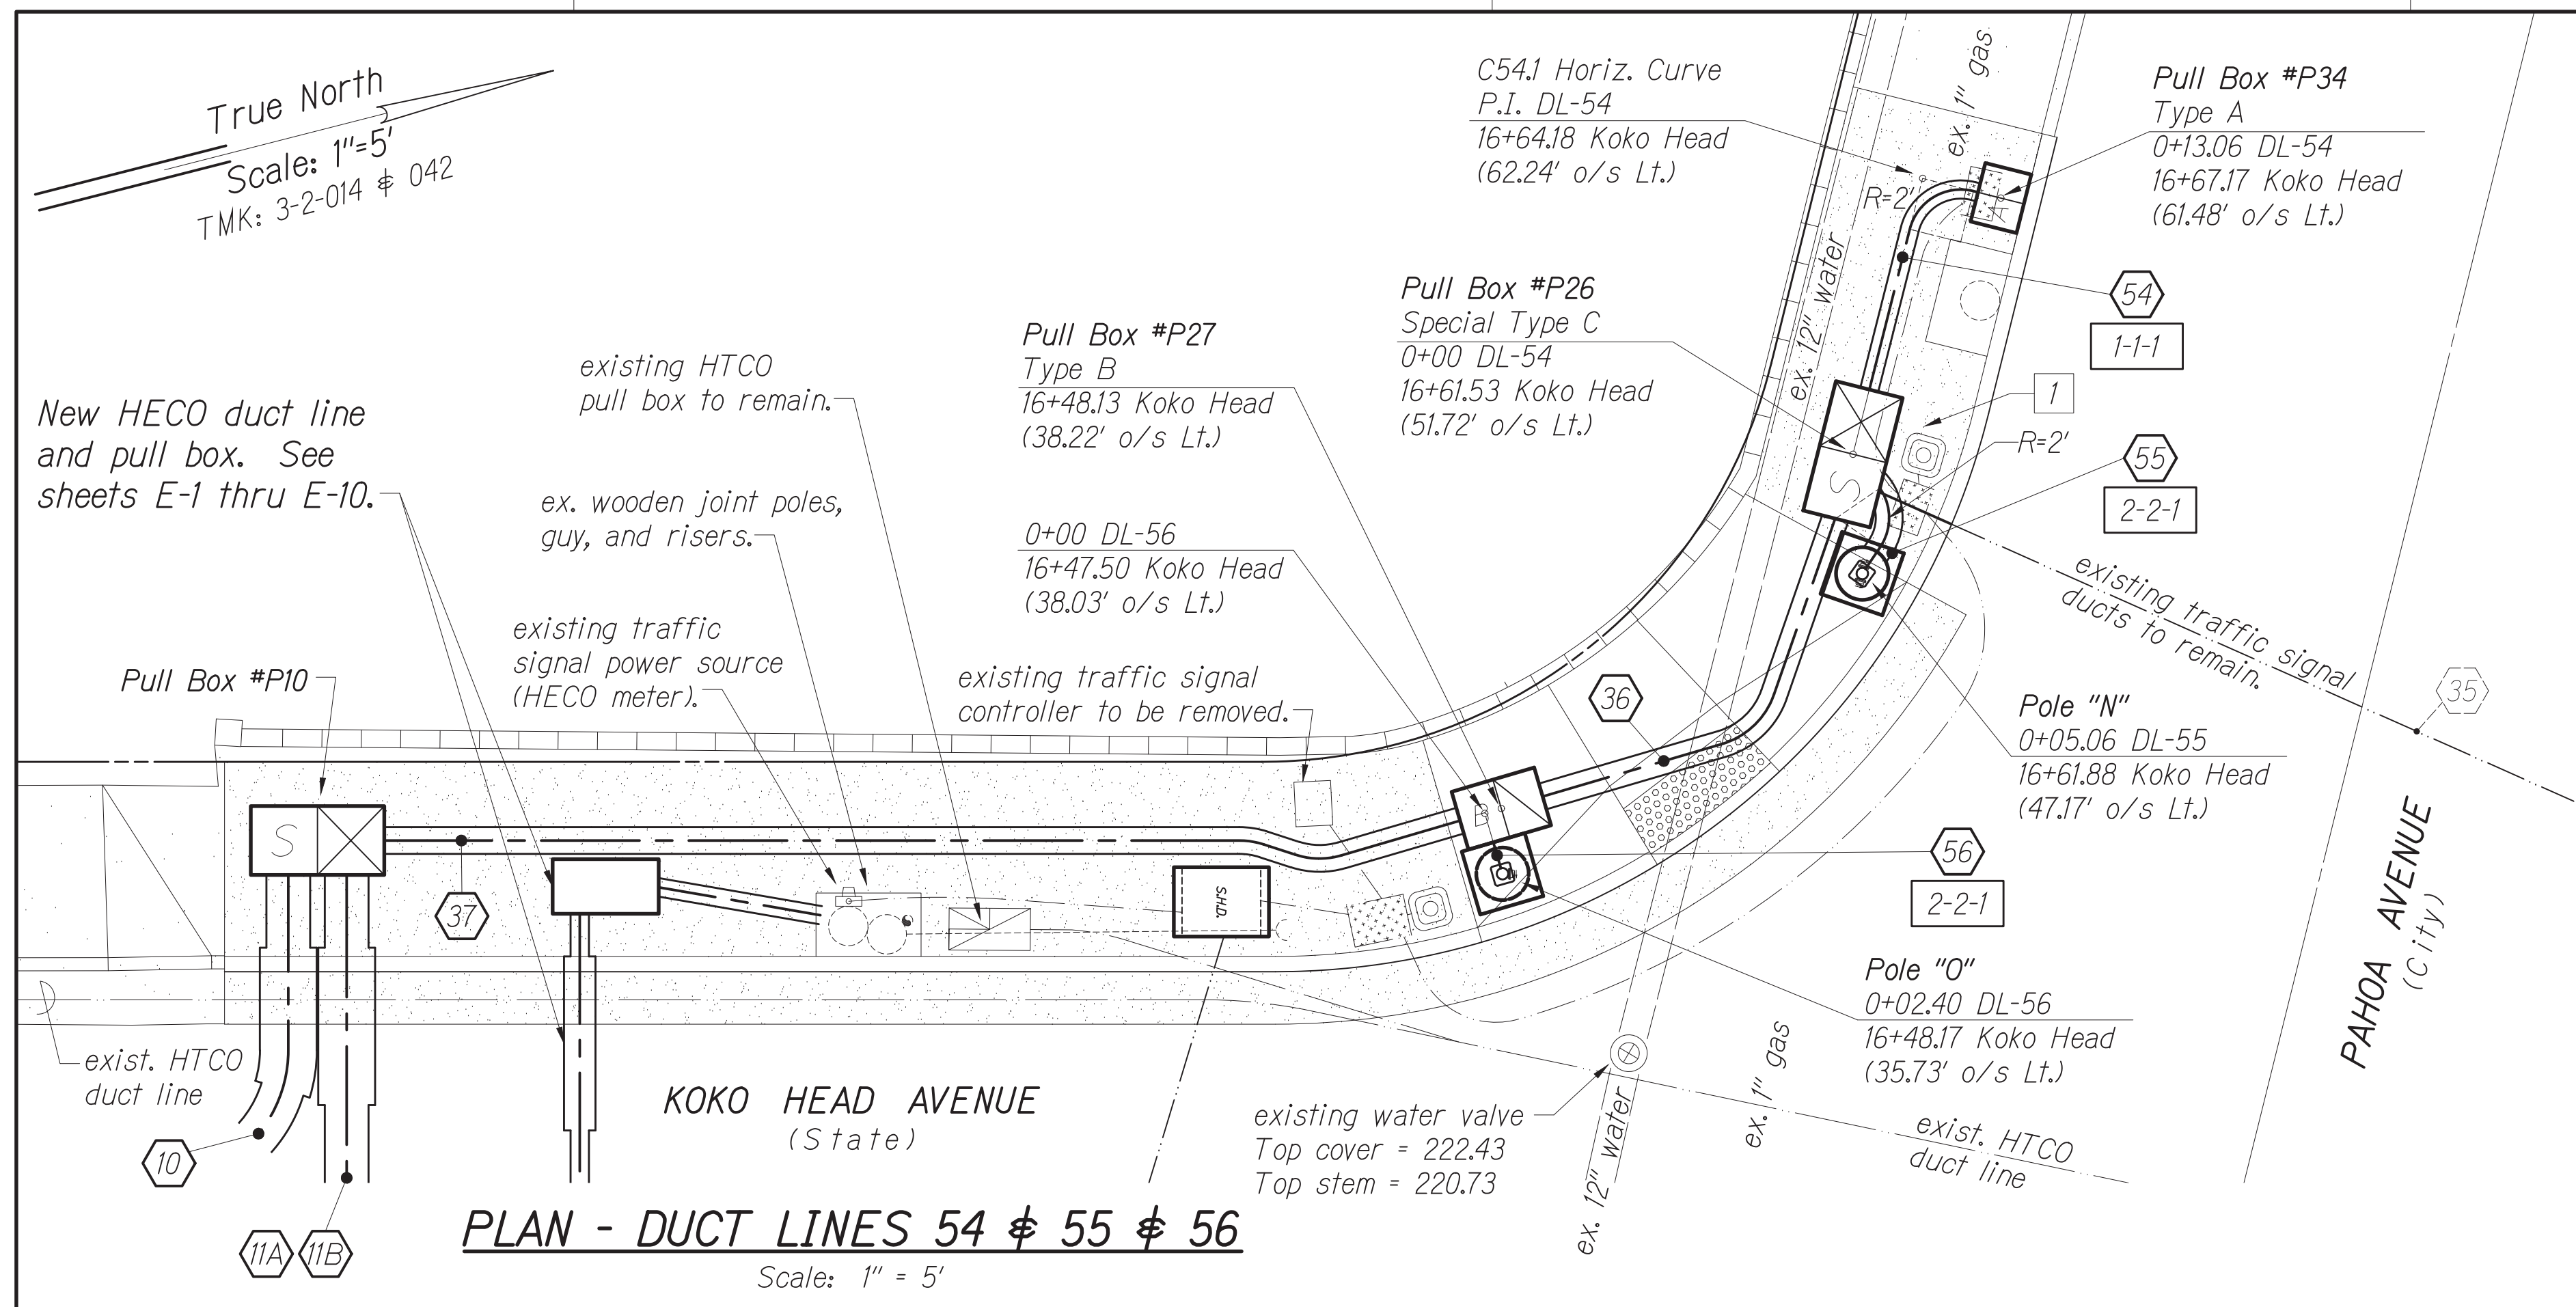 True North
Scale: 1"=5'
TMK: 3-2-014 & 042
C54.1 Horiz. Curve
P.I. DL-54
16+64.18 Koko Head
(62.24' o/s Lt.)
ex. 1" gas
Pull Box #P34
Type A
0+13.06 DL-54
16+67.17 Koko Head
(61.48' o/s Lt.)
R=2'
A
54
1-1-1
ex. 12" water
Pull Box #P26
Special Type C
0+00 DL-54
16+61.53 Koko Head
(51.72' o/s Lt.)
1
R=2'
55
2-2-1
S
Pull Box #P27
Type B
16+48.13 Koko Head
(38.22' o/s Lt.)
0+00 DL-56
16+47.50 Koko Head
(38.03' o/s Lt.)
existing HTCO
pull box to remain.
New HECO duct line
and pull box. See
sheets E-1 thru E-10.
ex. wooden joint poles,
guy, and risers.
existing traffic
signal power source
(HECO meter).
existing traffic signal
controller to be removed.
Pull Box #P10
existing traffic signal
ducts to remain.
35
36
Pole "N"
0+05.06 DL-55
16+61.88 Koko Head
(47.17' o/s Lt.)
S
B
37
S.H.D.
56
2-2-1
Pole "O"
0+02.40 DL-56
16+48.17 Koko Head
(35.73' o/s Lt.)
PAHOA AVENUE
(City)
exist. HTCO
duct line
10
11A
11B
KOKO HEAD AVENUE
(State)
existing water valve
Top cover = 222.43
Top stem = 220.73
ex. 12" water
ex. 1" gas
exist. HTCO
duct line
PLAN - DUCT LINES 54 & 55 & 56
Scale: 1" = 5'